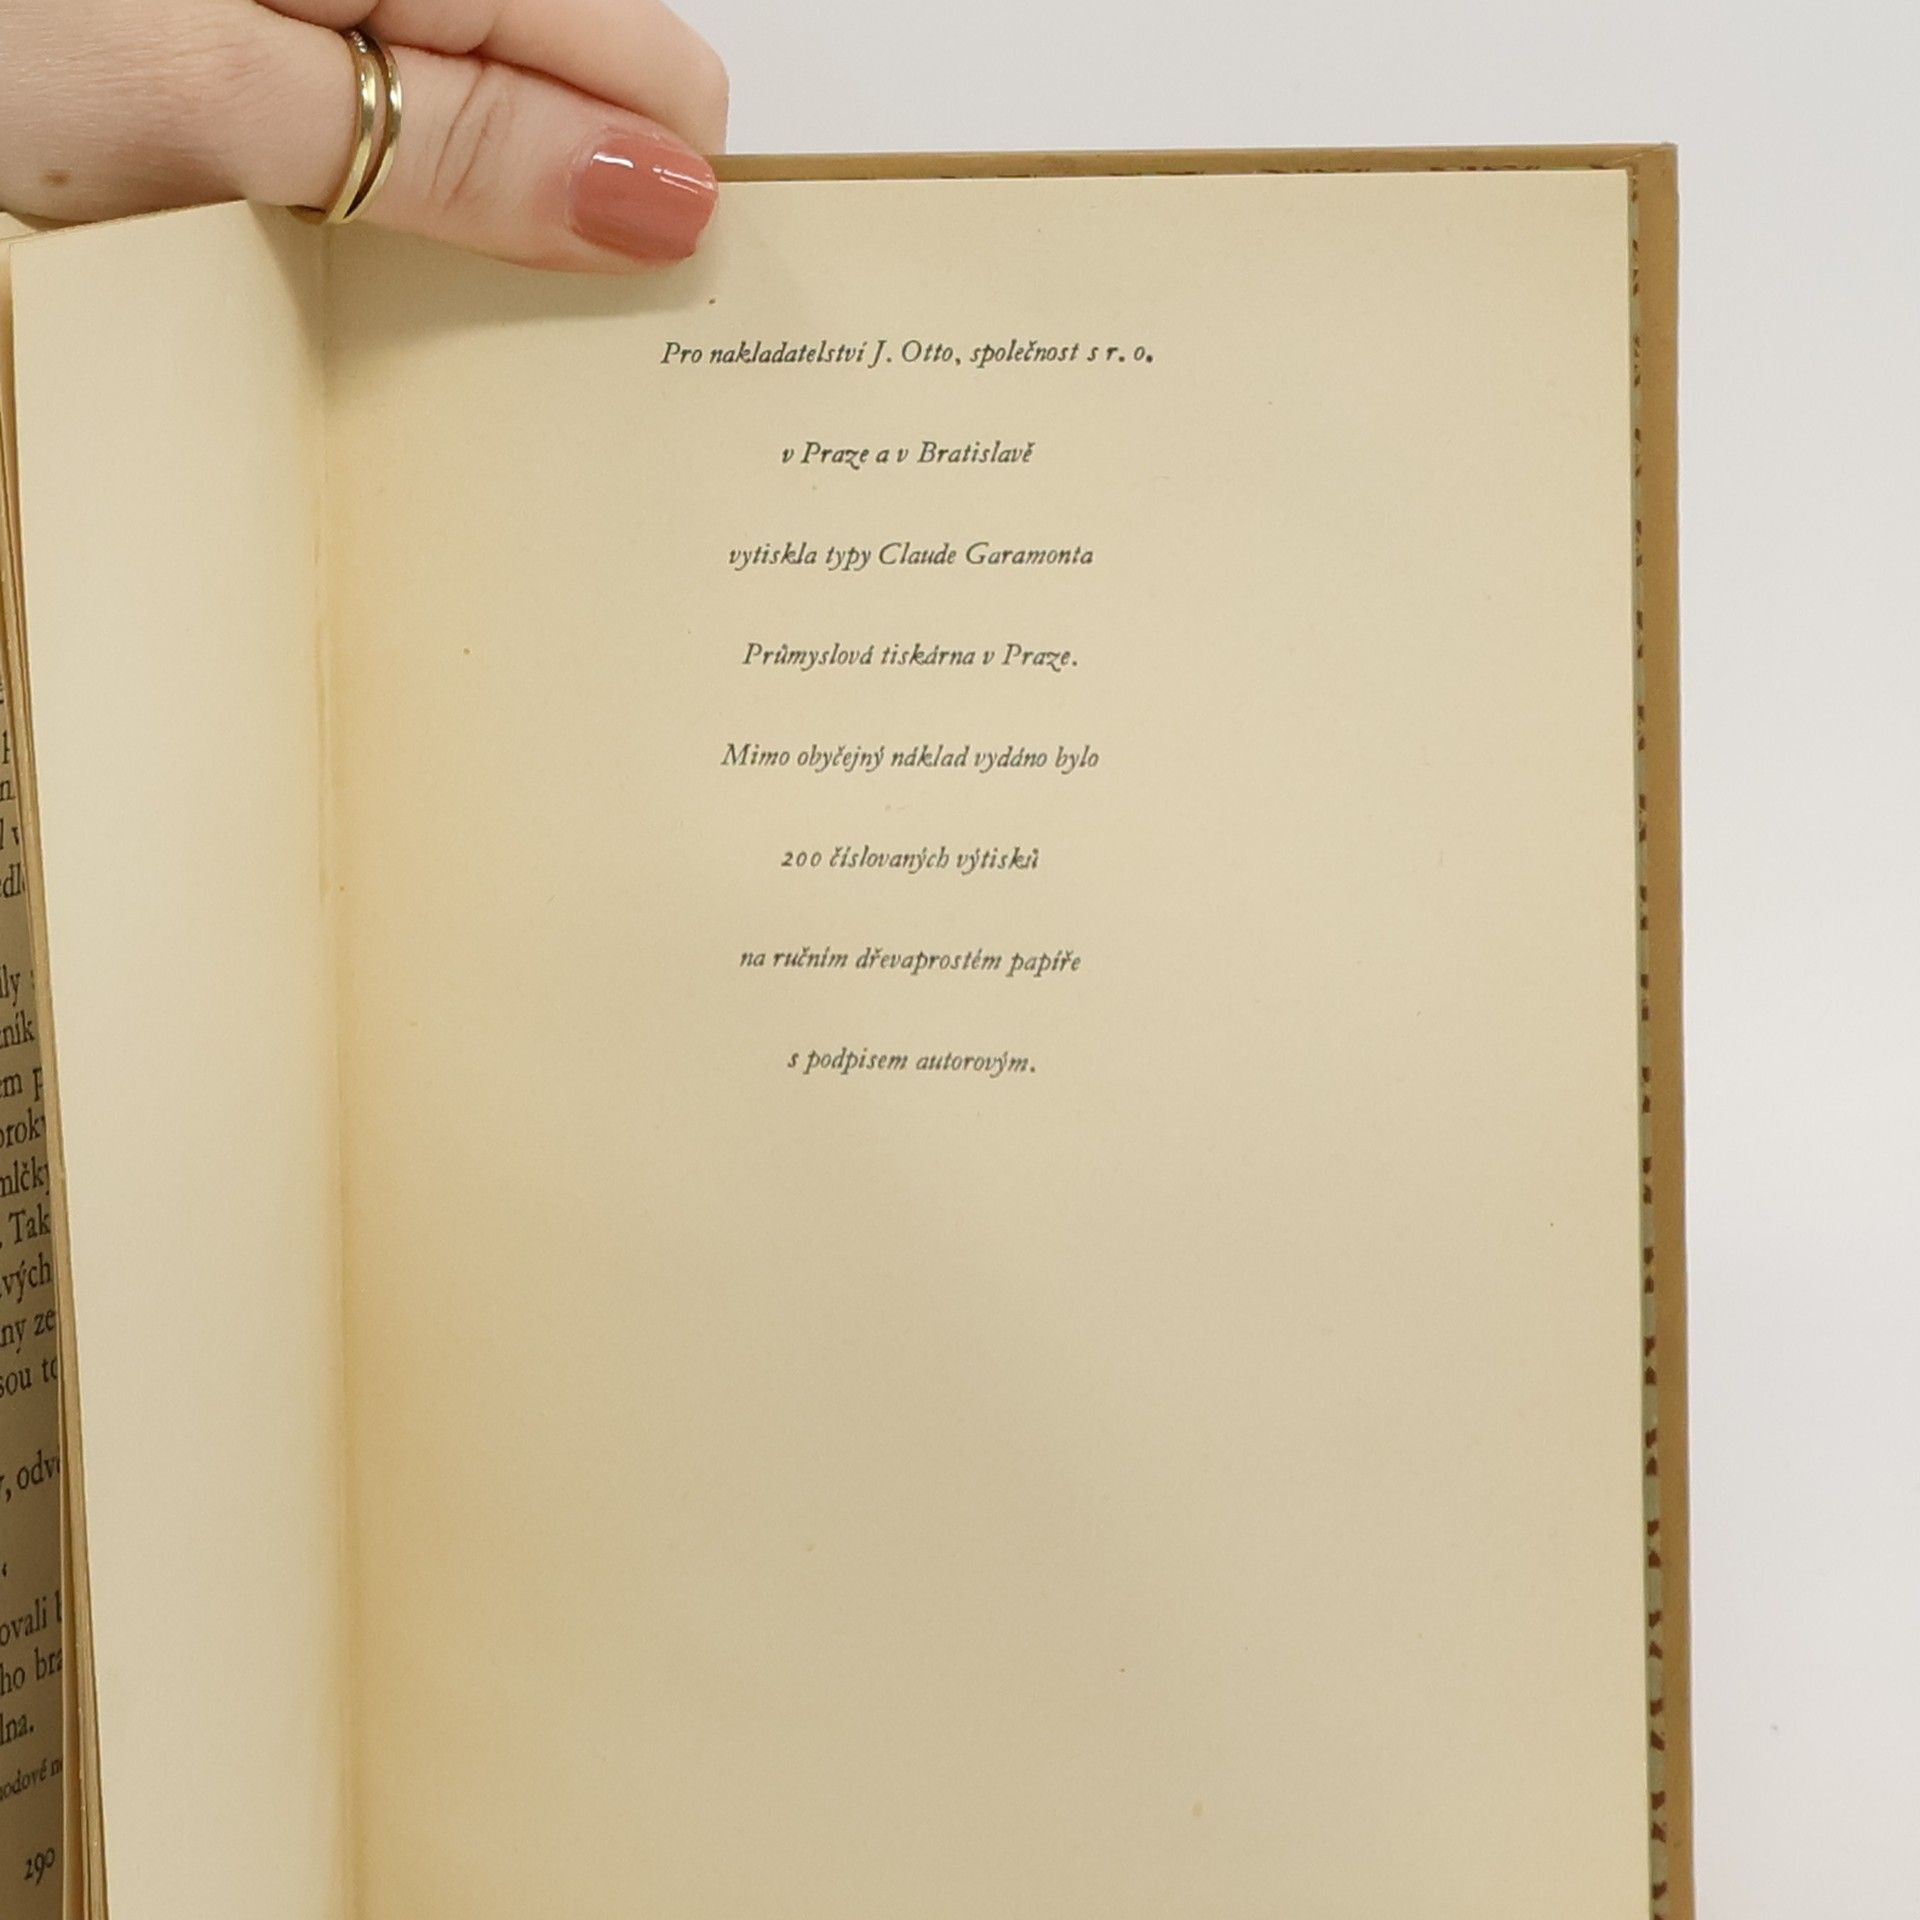 Pro nakladatelství J. Otto, společnost s r. o.
v Praze a v Bratislavě
vytiskla typy Claude Garamonta
Průmyslová tiskárna v Praze.
Mimo obyčejný náklad vydáno bylo
200 číslovaných výtisků
na ručním dřevaprostém papíře
s podpisem autorovým.
290